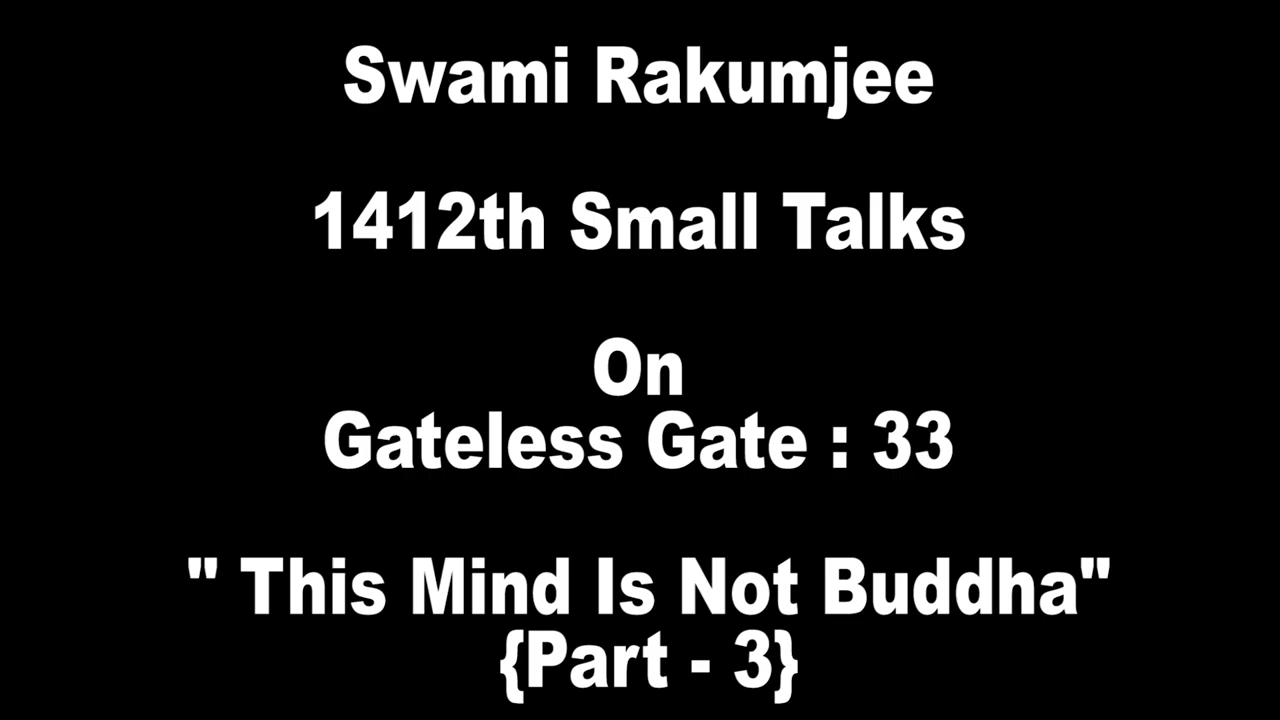 Swami Rakumjee
1412th Small Talks
On
Gateless Gate : 33
" This Mind Is Not Buddha"
{Part - 3}